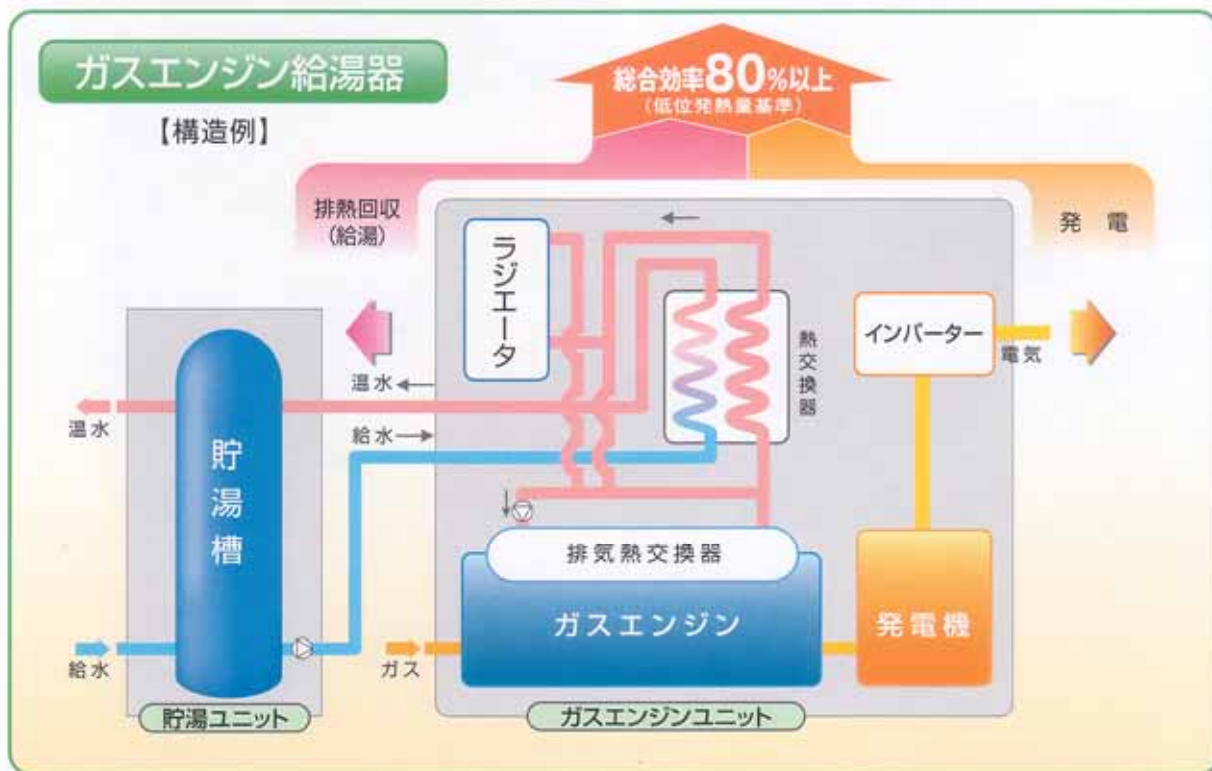 ガスエンジン給湯器
【構造例】
総合効率80%以上
(低位発熱量基準)
排熱回収
(給湯)
発電
ラジエータ
熱交換器
インバーター
電気
温水
温水
給水
貯湯槽
排気熱交換器
ガスエンジン
発電機
給水
ガス
貯湯ユニット
ガスエンジンユニット